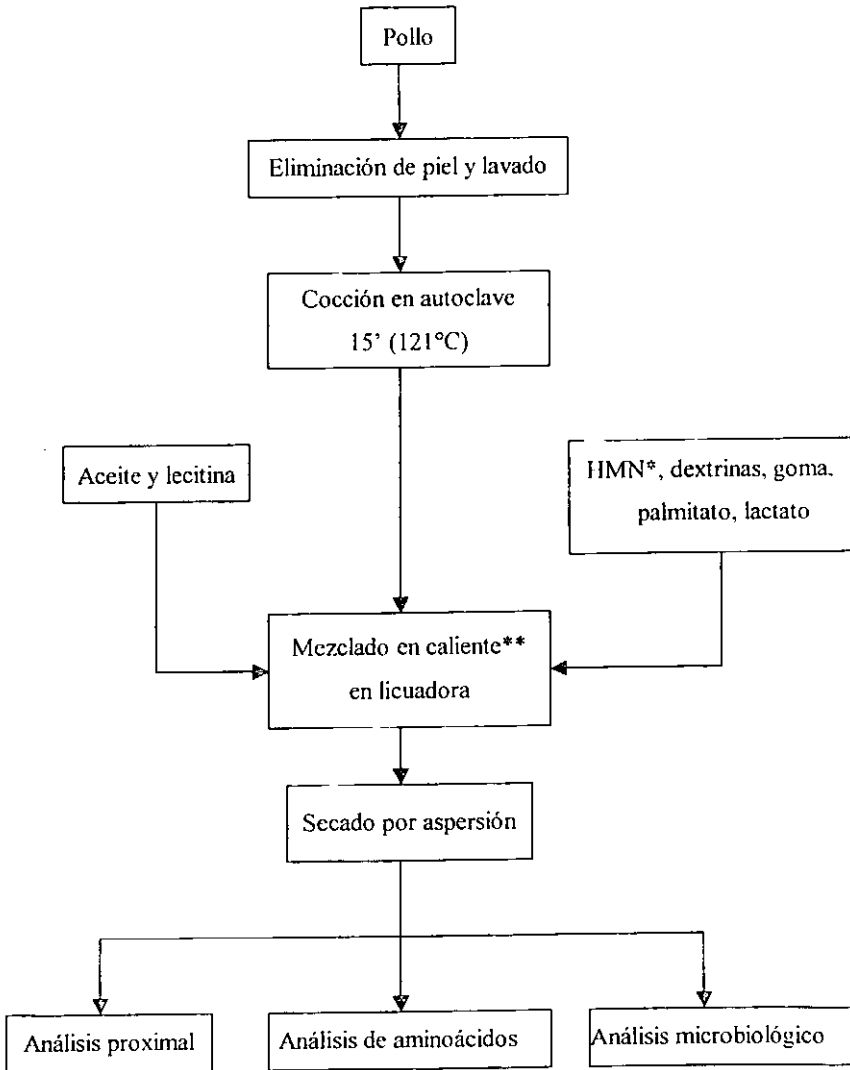 Pollo
Eliminación de piel y lavado
Cocción en autoclave
15' (121°C)
Aceite y lecitina
HMN*, dextrinas, goma,
palmitato, lactato
Mezclado en caliente**
en licuadora
Secado por aspersión
Análisis proximal
Análisis de aminoácidos
Análisis microbiológico